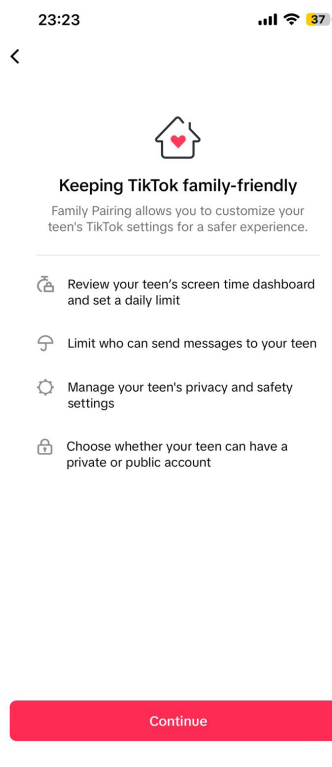 23:23
37
Keeping TikTok family-friendly
Family Pairing allows you to customize your
teen's TikTok settings for a safer experience.
Review your teen’s screen time dashboard
and set a daily limit
Limit who can send messages to your teen
Manage your teen's privacy and safety
settings
Choose whether your teen can have a
private or public account
Continue